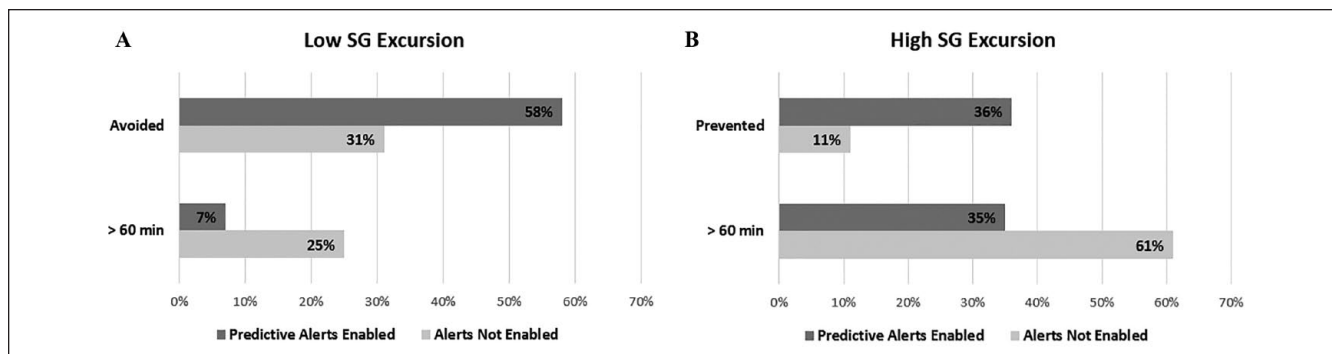 A
Low SG Excursion
Avoided
58%
31%
> 60 min
7%
25%
0% 10% 20% 30% 40% 50% 60% 70%
Predictive Alerts Enabled Alerts Not Enabled
B
High SG Excursion
Prevented
36%
11%
> 60 min
35%
61%
0% 10% 20% 30% 40% 50% 60% 70%
Predictive Alerts Enabled Alerts Not Enabled